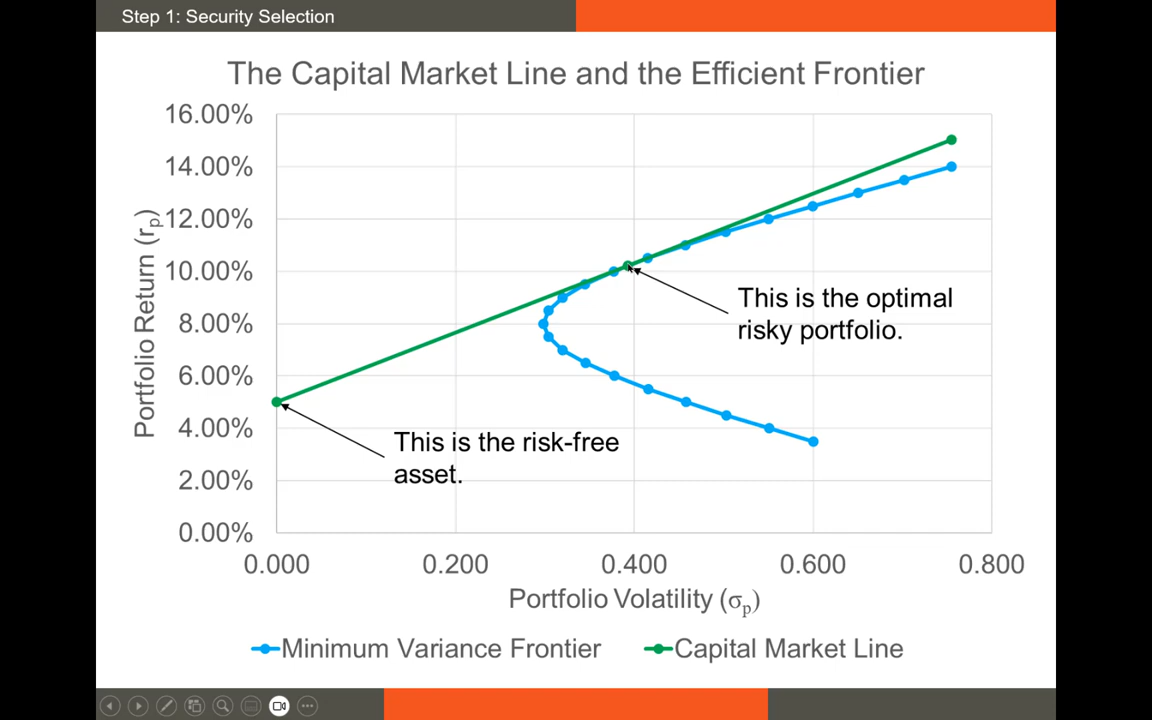 Step 1: Security Selection
The Capital Market Line and the Efficient Frontier
16.00%
14.00%
12.00%
10.00%
8.00%
6.00%
4.00%
2.00%
0.00%
Portfolio Return (rp)
This is the optimal
risky portfolio.
This is the risk-free
asset.
0.000 0.200 0.400 0.600 0.800
Portfolio Volatility (σp)
Minimum Variance Frontier Capital Market Line